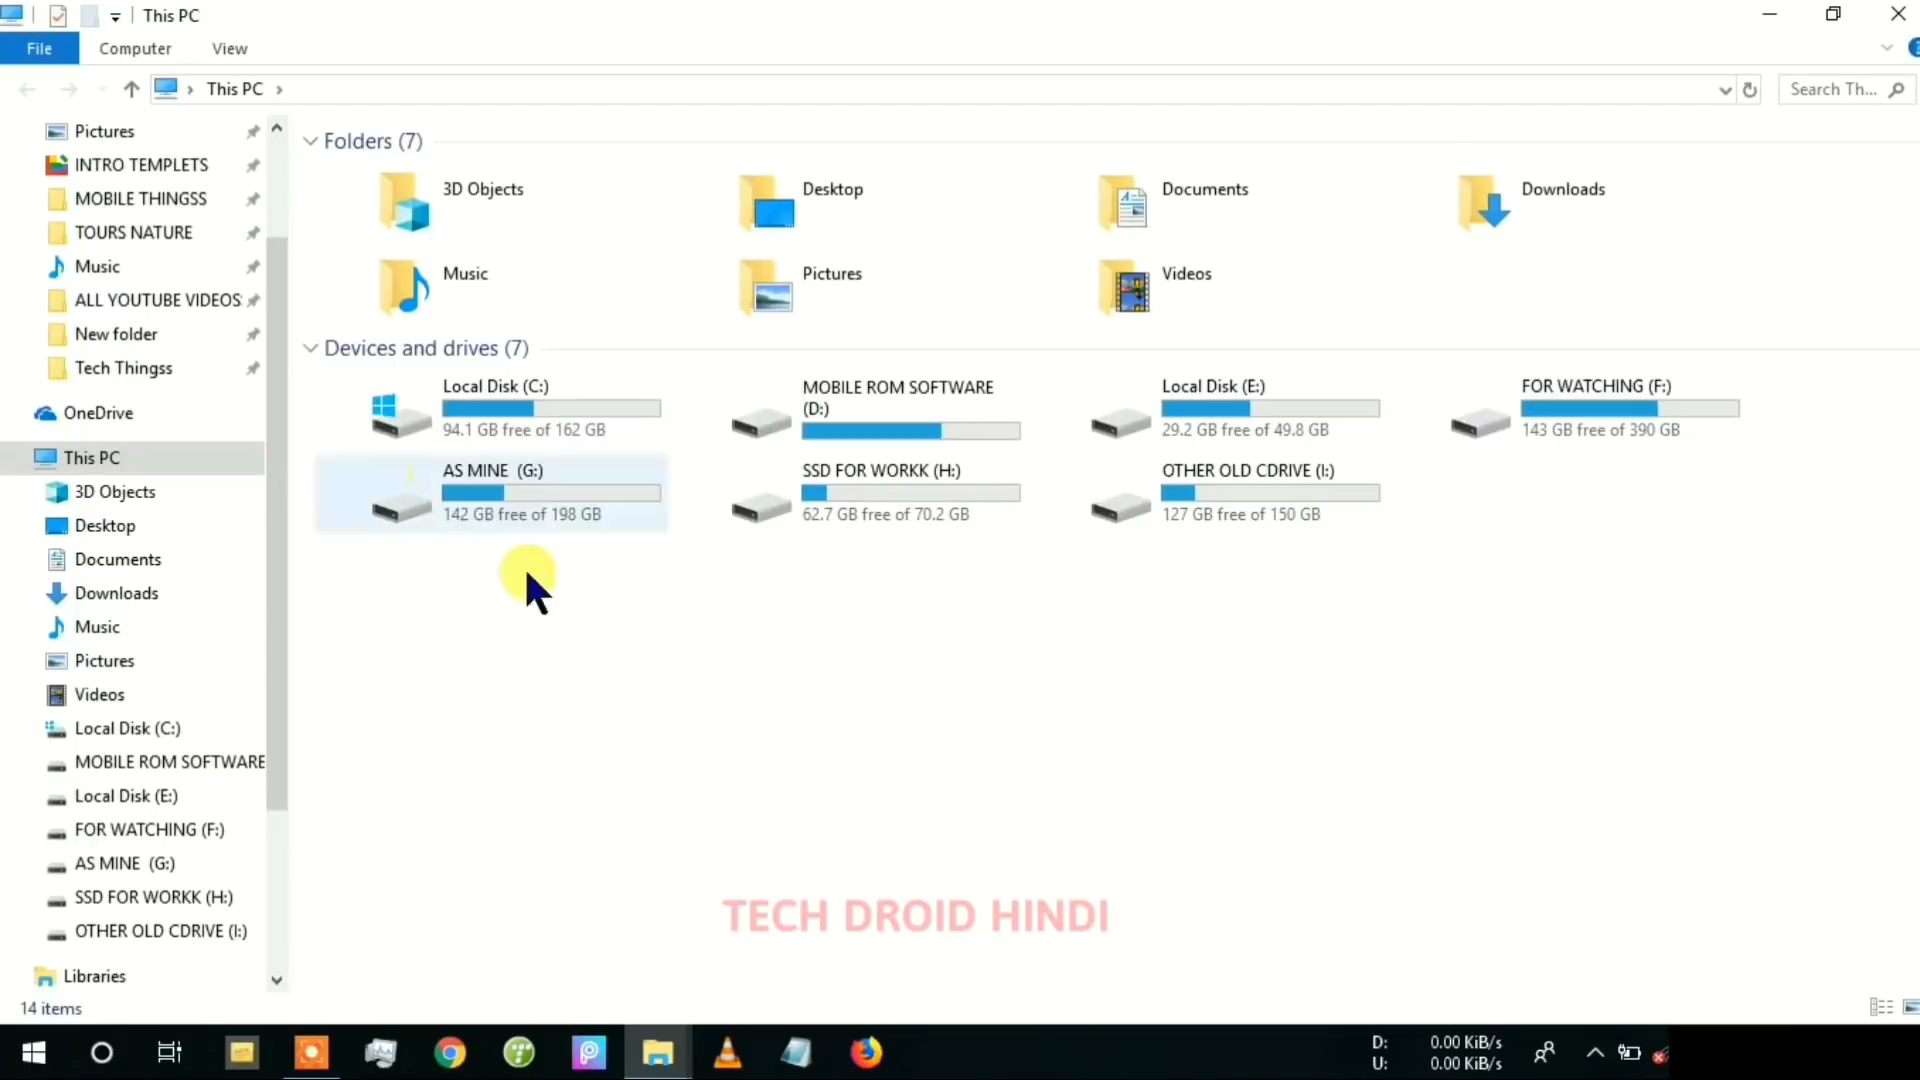 This PC
File Computer View
This PC
Search Th...
Pictures
INTRO TEMPLETS
MOBILE THINGSS
TOURS NATURE
Music
ALL YOUTUBE VIDEOS
New folder
Tech Thingss
OneDrive
This PC
3D Objects
Desktop
Documents
Downloads
Music
Pictures
Videos
Local Disk (C:)
MOBILE ROM SOFTWARE
Local Disk (E:)
FOR WATCHING (F:)
AS MINE (G:)
SSD FOR WORKK (H:)
OTHER OLD CDRIVE (I:)
Libraries
Folders (7)
3D Objects
Desktop
Documents
Downloads
Music
Pictures
Videos
Devices and drives (7)
Local Disk (C:)
94.1 GB free of 162 GB
MOBILE ROM SOFTWARE
(D:)
Local Disk (E:)
29.2 GB free of 49.8 GB
FOR WATCHING (F:)
143 GB free of 390 GB
AS MINE (G:)
142 GB free of 198 GB
SSD FOR WORKK (H:)
62.7 GB free of 70.2 GB
OTHER OLD CDRIVE (I:)
127 GB free of 150 GB
TECH DROID HINDI
14 items
D: 0.00 KiB/s
U: 0.00 KiB/s